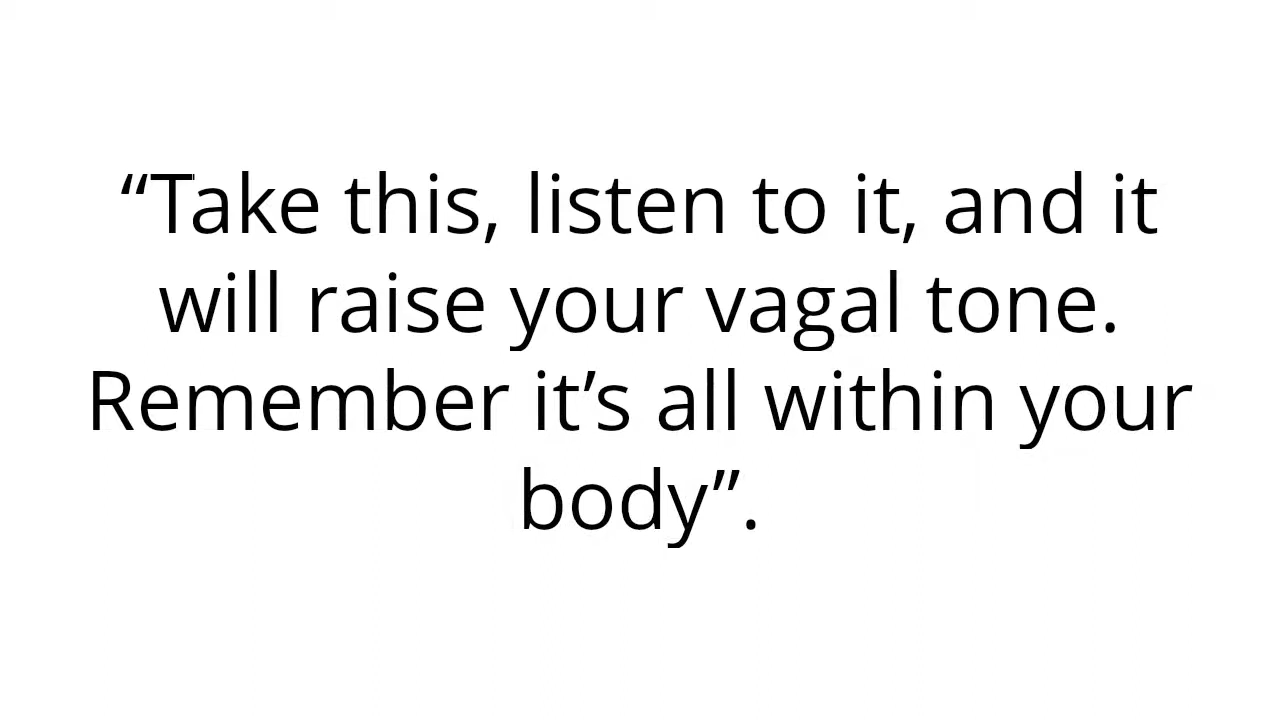 “Take this, listen to it, and it
will raise your vagal tone.
Remember it’s all within your
body”.